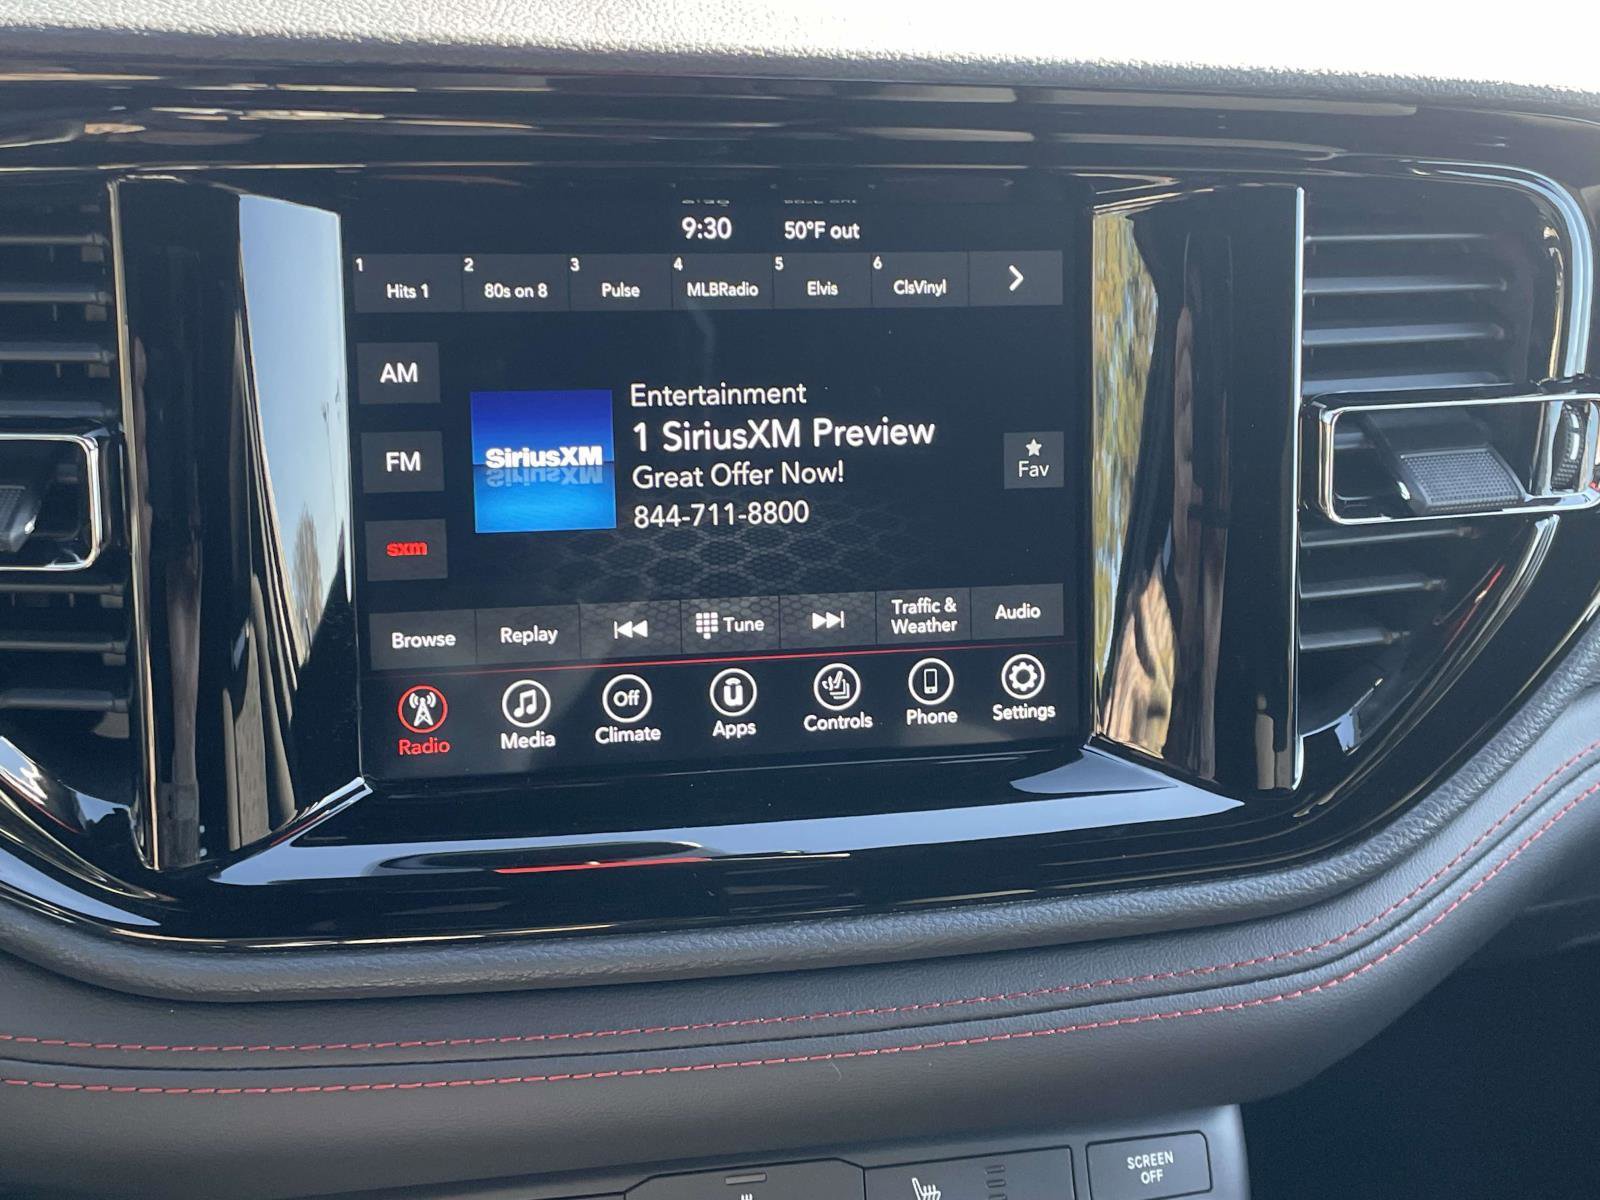 9:30 50°F out
1 Hits 1
2 80s on 8
3 Pulse
4 MLBRadio
5 Elvis
6 ClsVinyl
AM
FM
sxm
SiriusXM
Entertainment
1 SiriusXM Preview
Great Offer Now!
844-711-8800
Fav
Browse
Replay
Tune
Traffic &
Weather
Audio
Radio
Media
Off
Climate
Apps
Controls
Phone
Settings
SCREEN
OFF